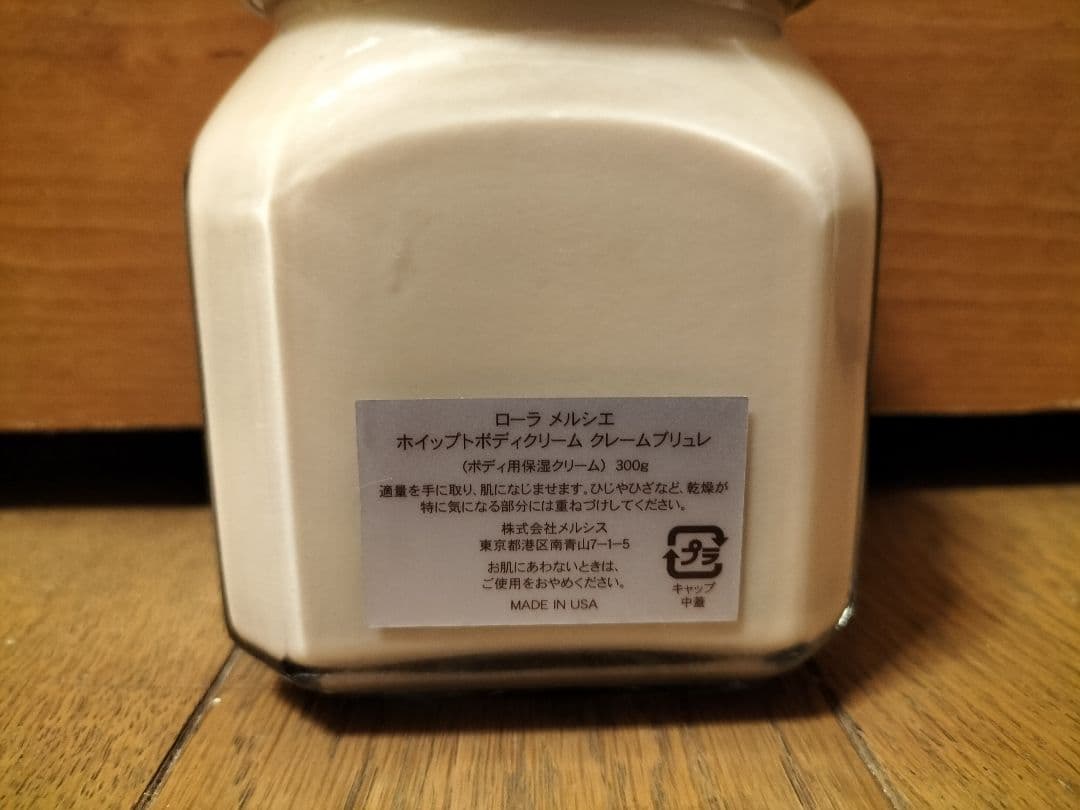 ローラ メルシエ
ホイップトボディクリーム クレームブリュレ
(ボディ用保湿クリーム) 300g
適量を手に取り、肌になじませます。ひじやひざなど、乾燥が
特に気になる部分には重ねづけしてください。
株式会社メルシス
東京都港区南青山7-1-5
お肌にあわないときは、
ご使用をおやめください。
MADE IN USA
プラ
キャップ
中蓋